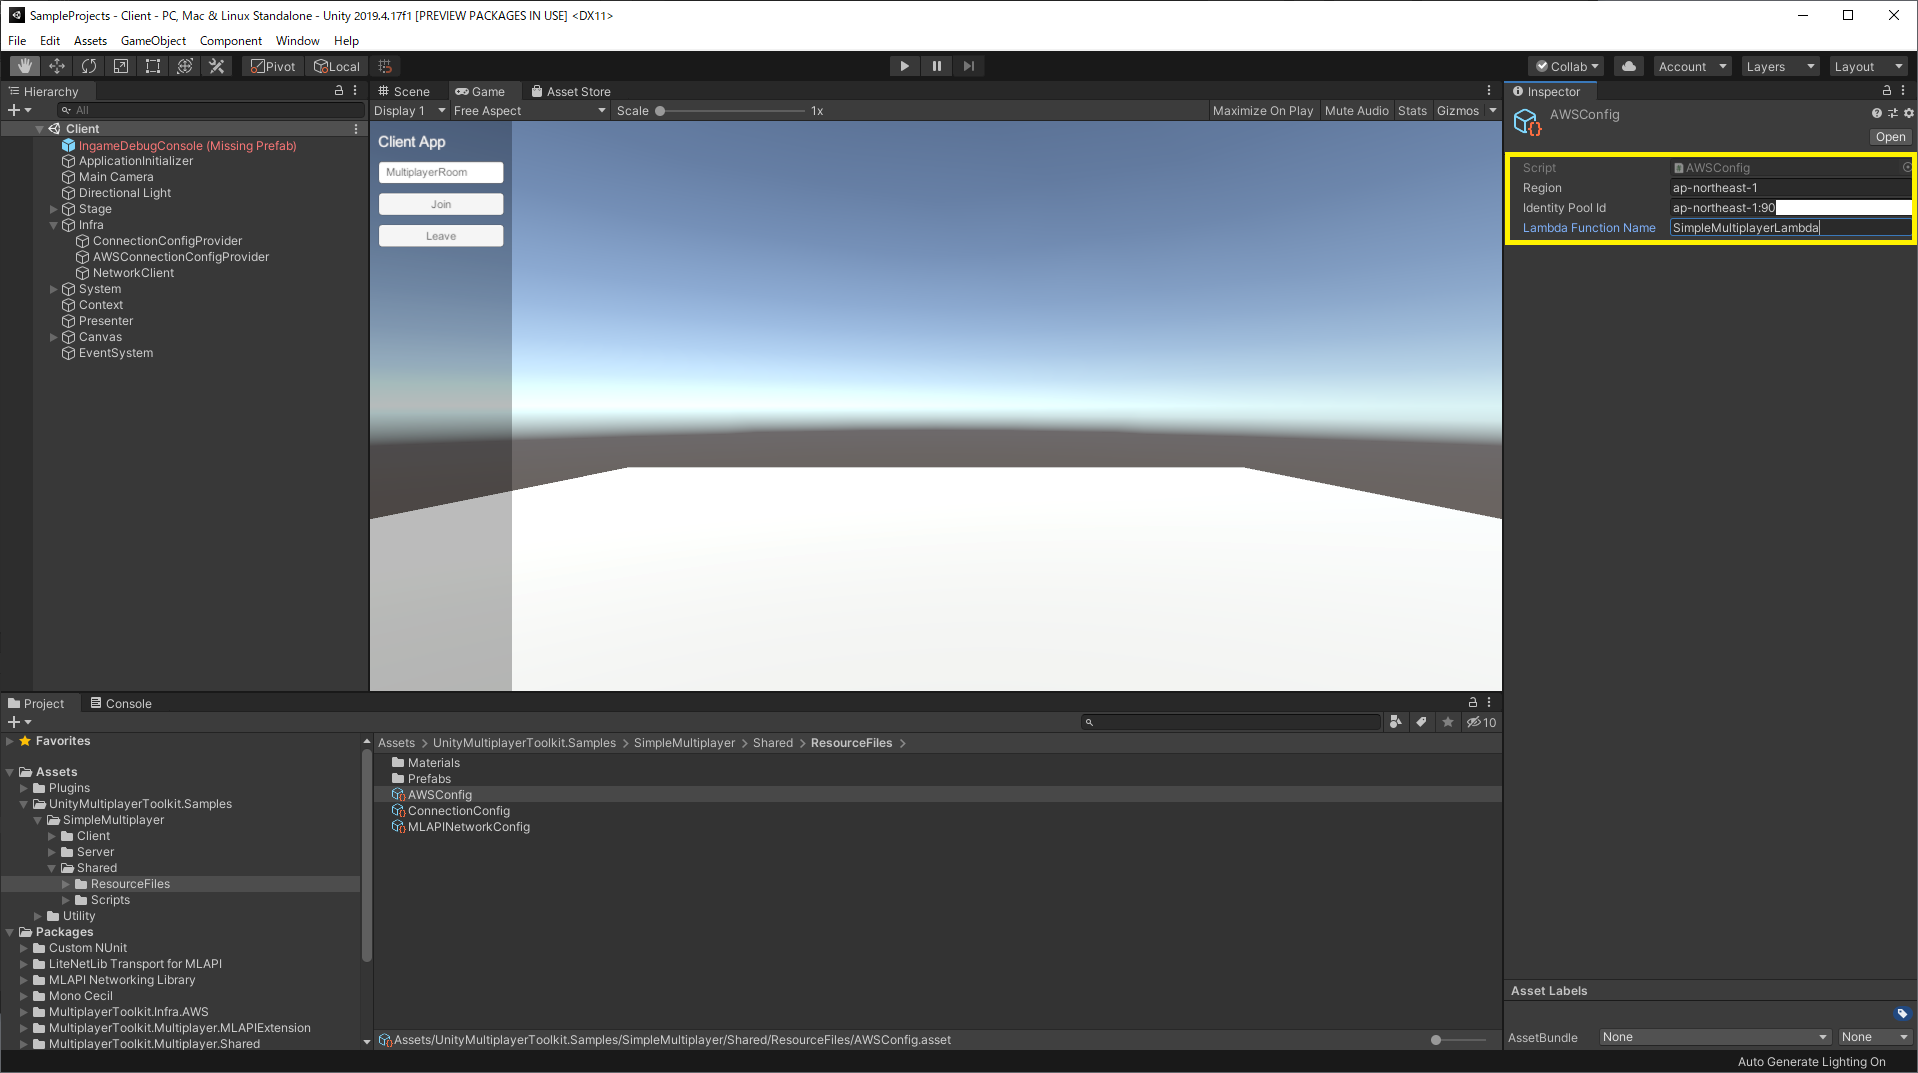 SampleProjects - Client - PC, Mac & Linux Standalone - Unity 2019.4.17f1 [PREVIEW PACKAGES IN USE] <DX11>
File Edit Assets GameObject Component Window Help
Pivot Local Collab Account Layers Layout
Hierarchy
All
Client
IngameDebugConsole (Missing Prefab)
ApplicationInitializer
Main Camera
Directional Light
Stage
Infra
ConnectionConfigProvider
AWSConnectionConfigProvider
NetworkClient
System
Context
Presenter
Canvas
EventSystem
Scene Game Asset Store
Display 1 Free Aspect Scale 1x Maximize On Play Mute Audio Stats Gizmos
Client App
MultiplayerRoom
Join
Leave
Inspector
AWSConfig
Open
Script AWSConfig
Region ap-northeast-1
Identity Pool Id ap-northeast-1:90
Lambda Function Name SimpleMultiplayerLambda
Project Console
10
Favorites
Assets
Plugins
UnityMultiplayerToolkit.Samples
SimpleMultiplayer
Client
Server
Shared
ResourceFiles
Scripts
Utility
Packages
Custom NUnit
LiteNetLib Transport for MLAPI
MLAPI Networking Library
Mono Cecil
MultiplayerToolkit.Infra.AWS
MultiplayerToolkit.Multiplayer.MLAPIExtension
MultiplayerToolkit.Multiplayer.Shared
Assets > UnityMultiplayerToolkit.Samples > SimpleMultiplayer > Shared > ResourceFiles >
Materials
Prefabs
AWSConfig
ConnectionConfig
MLAPINetworkConfig
Assets/UnityMultiplayerToolkit.Samples/SimpleMultiplayer/Shared/ResourceFiles/AWSConfig.asset
Asset Labels
AssetBundle None None
Auto Generate Lighting On